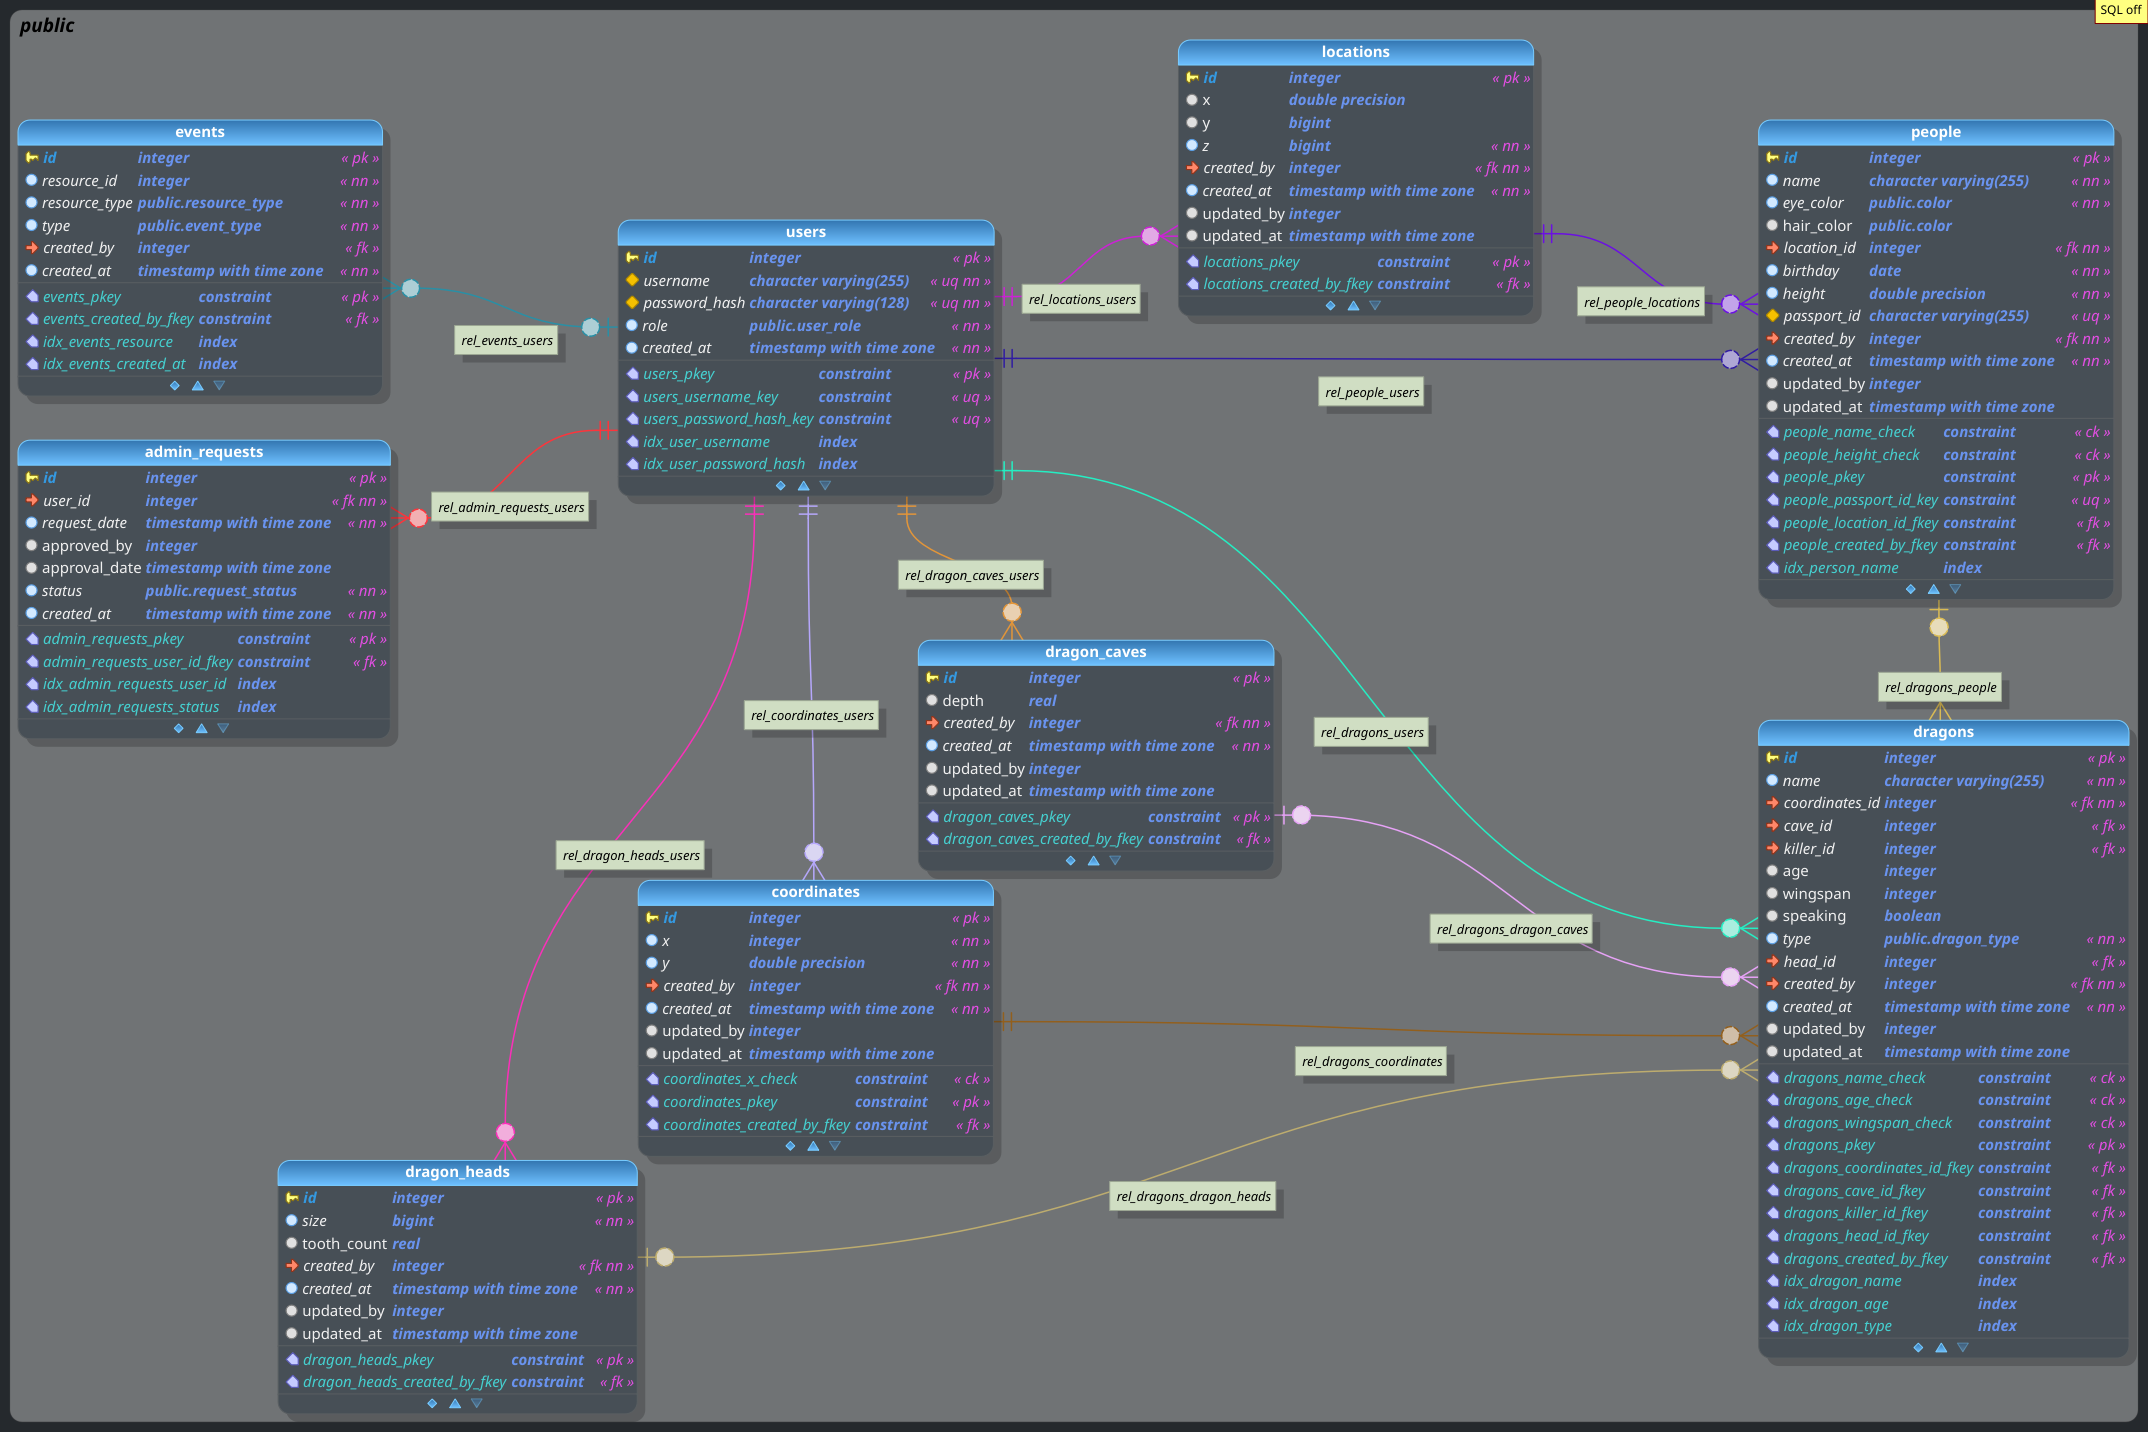 SQL off
public
events
id integer « pk »
resource_id integer « nn »
resource_type public.resource_type « nn »
type public.event_type « nn »
created_by integer « fk »
created_at timestamp with time zone « nn »
events_pkey constraint « pk »
events_created_by_fkey constraint « fk »
idx_events_resource index
idx_events_created_at index
rel_events_users
admin_requests
id integer « pk »
user_id integer « fk nn »
request_date timestamp with time zone « nn »
approved_by integer
approval_date timestamp with time zone
status public.request_status « nn »
created_at timestamp with time zone « nn »
admin_requests_pkey constraint « pk »
admin_requests_user_id_fkey constraint « fk »
idx_admin_requests_user_id index
idx_admin_requests_status index
rel_admin_requests_users
users
id integer « pk »
username character varying(255) « uq nn »
password_hash character varying(128) « uq nn »
role public.user_role « nn »
created_at timestamp with time zone « nn »
users_pkey constraint « pk »
users_username_key constraint « uq »
users_password_hash_key constraint « uq »
idx_user_username index
idx_user_password_hash index
rel_locations_users
locations
id integer « pk »
x double precision
y bigint
z bigint « nn »
created_by integer « fk nn »
created_at timestamp with time zone « nn »
updated_by integer
updated_at timestamp with time zone
locations_pkey constraint « pk »
locations_created_by_fkey constraint « fk »
rel_people_locations
rel_people_users
people
id integer « pk »
name character varying(255) « nn »
eye_color public.color « nn »
hair_color public.color
location_id integer « fk nn »
birthday date « nn »
height double precision « nn »
passport_id character varying(255) « uq »
created_by integer « fk nn »
created_at timestamp with time zone « nn »
updated_by integer
updated_at timestamp with time zone
people_name_check constraint « ck »
people_height_check constraint « ck »
people_pkey constraint « pk »
people_passport_id_key constraint « uq »
people_location_id_fkey constraint « fk »
people_created_by_fkey constraint « fk »
idx_person_name index
rel_dragons_people
rel_dragon_caves_users
dragon_caves
id integer « pk »
depth real
created_by integer « fk nn »
created_at timestamp with time zone « nn »
updated_by integer
updated_at timestamp with time zone
dragon_caves_pkey constraint « pk »
dragon_caves_created_by_fkey constraint « fk »
rel_coordinates_users
rel_dragons_users
rel_dragon_heads_users
rel_dragons_dragon_caves
coordinates
id integer « pk »
x integer « nn »
y double precision « nn »
created_by integer « fk nn »
created_at timestamp with time zone « nn »
updated_by integer
updated_at timestamp with time zone
coordinates_x_check constraint « ck »
coordinates_pkey constraint « pk »
coordinates_created_by_fkey constraint « fk »
rel_dragons_coordinates
rel_dragons_dragon_heads
dragons
id integer « pk »
name character varying(255) « nn »
coordinates_id integer « fk nn »
cave_id integer « fk »
killer_id integer « fk »
age integer
wingspan integer
speaking boolean
type public.dragon_type « nn »
head_id integer « fk »
created_by integer « fk nn »
created_at timestamp with time zone « nn »
updated_by integer
updated_at timestamp with time zone
dragons_name_check constraint « ck »
dragons_age_check constraint « ck »
dragons_wingspan_check constraint « ck »
dragons_pkey constraint « pk »
dragons_coordinates_id_fkey constraint « fk »
dragons_cave_id_fkey constraint « fk »
dragons_killer_id_fkey constraint « fk »
dragons_head_id_fkey constraint « fk »
dragons_created_by_fkey constraint « fk »
idx_dragon_name index
idx_dragon_age index
idx_dragon_type index
dragon_heads
id integer « pk »
size bigint « nn »
tooth_count real
created_by integer « fk nn »
created_at timestamp with time zone « nn »
updated_by integer
updated_at timestamp with time zone
dragon_heads_pkey constraint « pk »
dragon_heads_created_by_fkey constraint « fk »